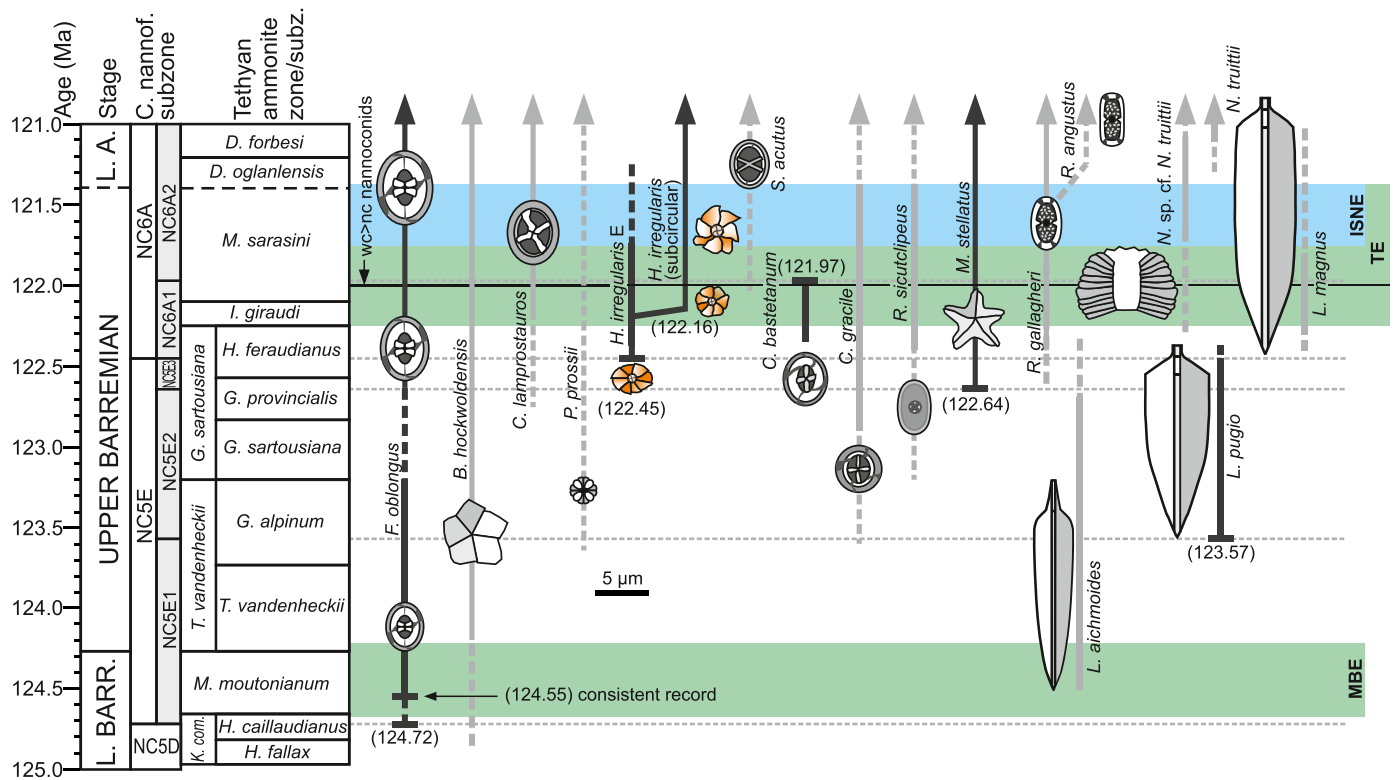 Age (Ma)
Stage
C. nannof.
subzone
Tethyan
ammonite
zone/subz.
121.0
121.5
122.0
122.5
123.0
123.5
124.0
124.5
125.0
L. A.
UPPER BARREMIAN
L. BARR.
NC6A
NC5E
NC5D
NC6A2
NC6A1
NC5E3
NC5E2
NC5E1
G. sartousiana
T. vandenheckii
K. com.
D. forbesi
D. oglanlensis
M. sarasini
I. giraudi
H. feraudianus
G. provincialis
G. sartousiana
G. alpinum
T. vandenheckii
M. moutonianum
H. caillaudianus
H. fallax
wc>nc nannoconids
F. oblongus
(124.72)
(124.55) consistent record
B. hockwoldensis
C. lamprostauros
P. prossii
H. irregularis E
(122.45)
H. irregularis
(subcircular)
(122.16)
S. acutus
C. bastetanum
(121.97)
C. gracile
R. sicutclipeus
M. stellatus
(122.64)
R. gallagheri
R. angustus
L. aichmoides
N. sp. cf. N. truittii
N. truittii
L. pugio
(123.57)
L. magnus
5 µm
ISNE
TE
MBE